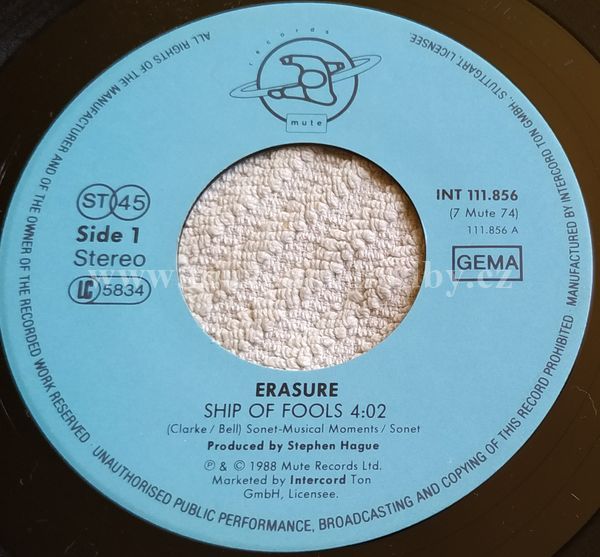 records
mute
ST 45
Side 1
Stereo
LC 5834
INT 111.856
(7 Mute 74)
111.856 A
GEMA
ERASURE
SHIP OF FOOLS 4:02
(Clarke / Bell) Sonet-Musical Moments / Sonet
Produced by Stephen Hague
℗ & © 1988 Mute Records Ltd.
Marketed by Intercord Ton
GmbH, Licensee.
ALL RIGHTS OF THE MANUFACTURER AND OF THE OWNER OF THE RECORDED WORK RESERVED. UNAUTHORISED PUBLIC PERFORMANCE, BROADCASTING AND COPYING OF THIS RECORD PROHIBITED
MANUFACTURED BY INTERCORD TON GMBH, STUTTGART, LICENSEE.